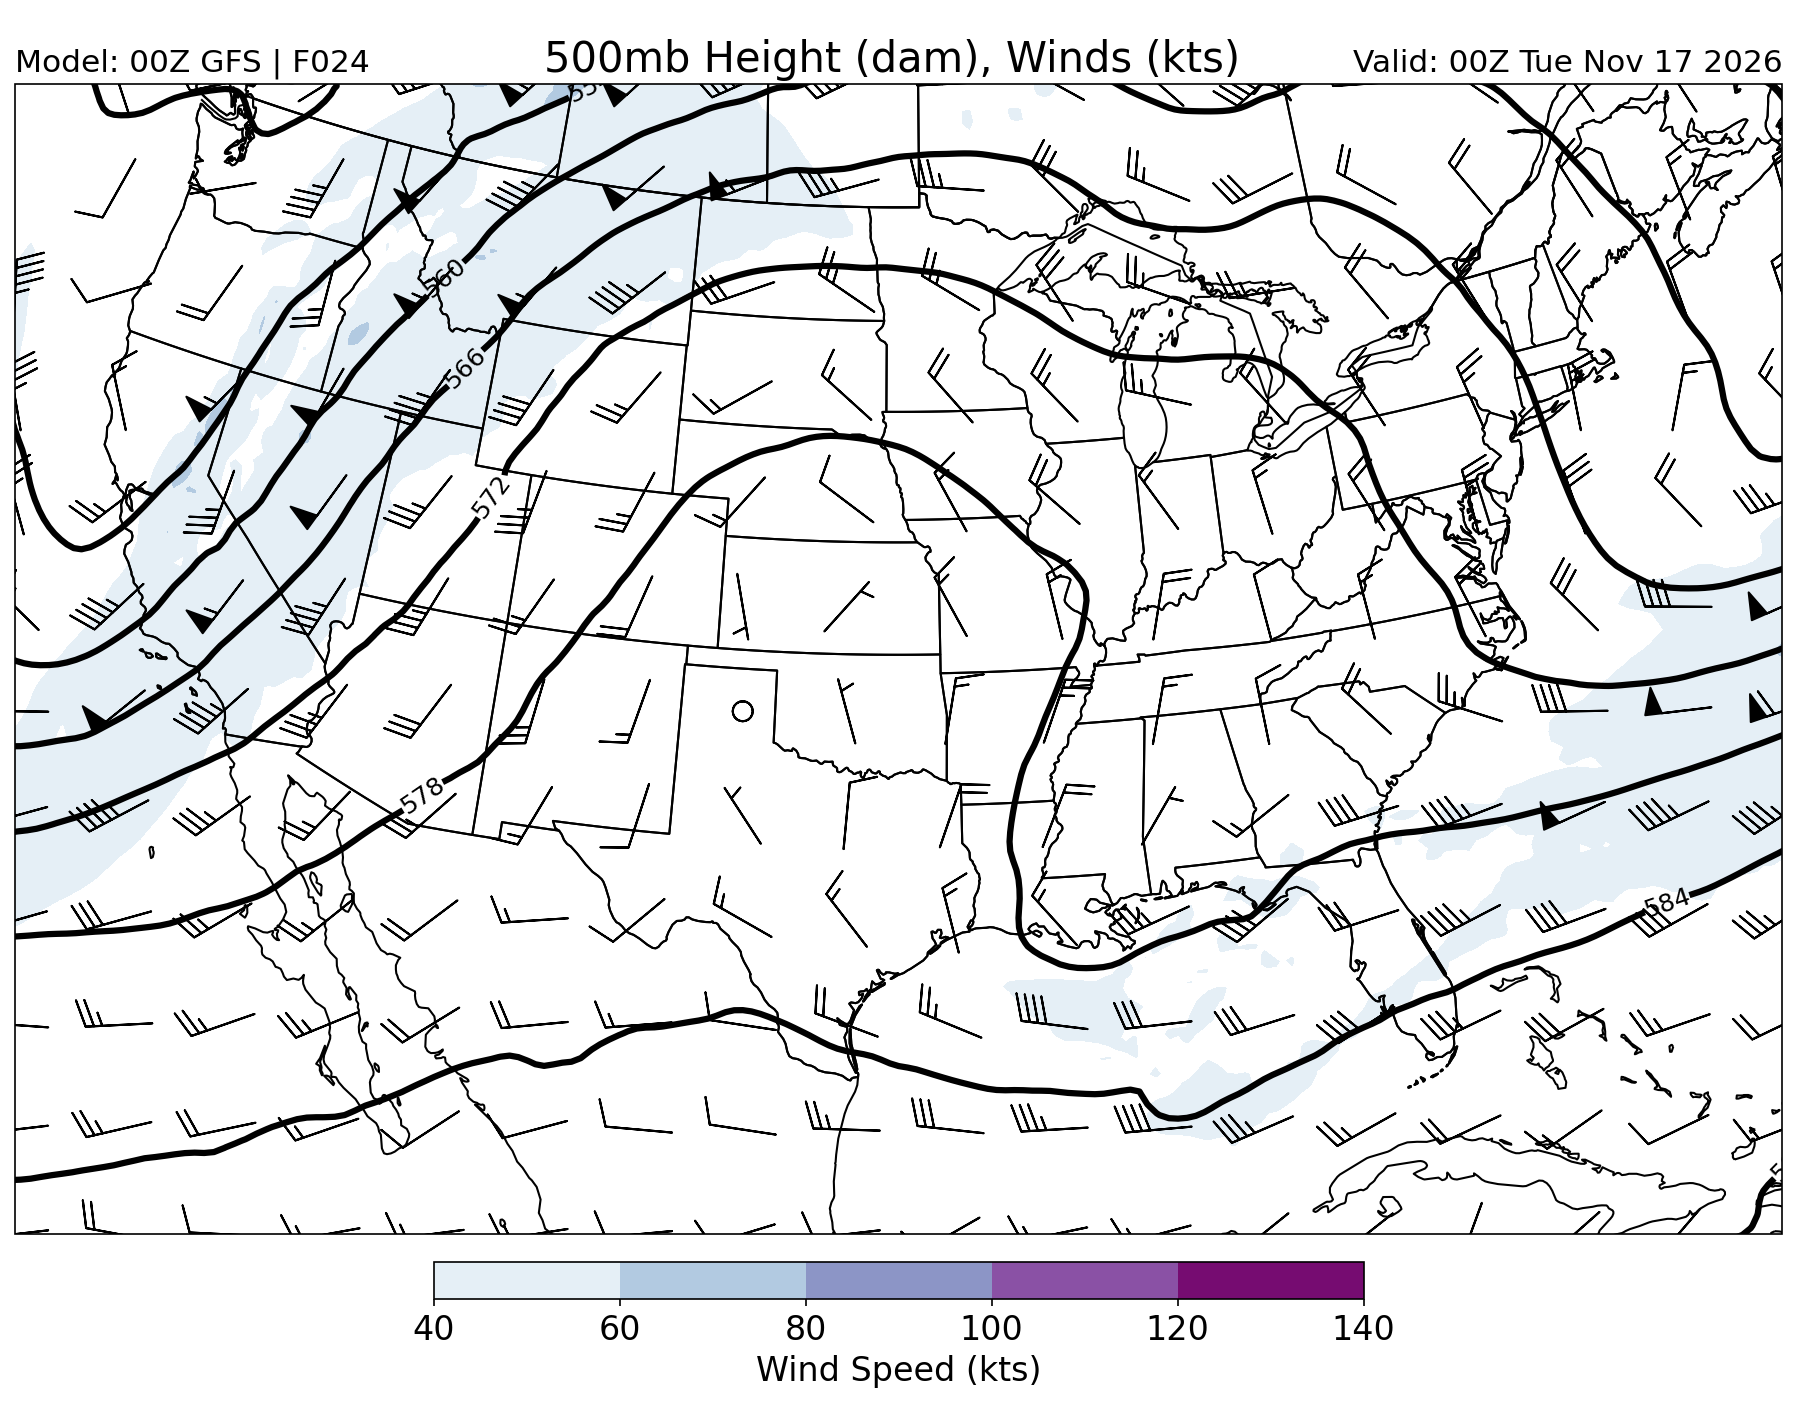 Model: 00Z GFS | F024
500mb Height (dam), Winds (kts)
Valid: 00Z Tue Nov 17 2026
560
566
572
578
584
40 60 80 100 120 140
Wind Speed (kts)